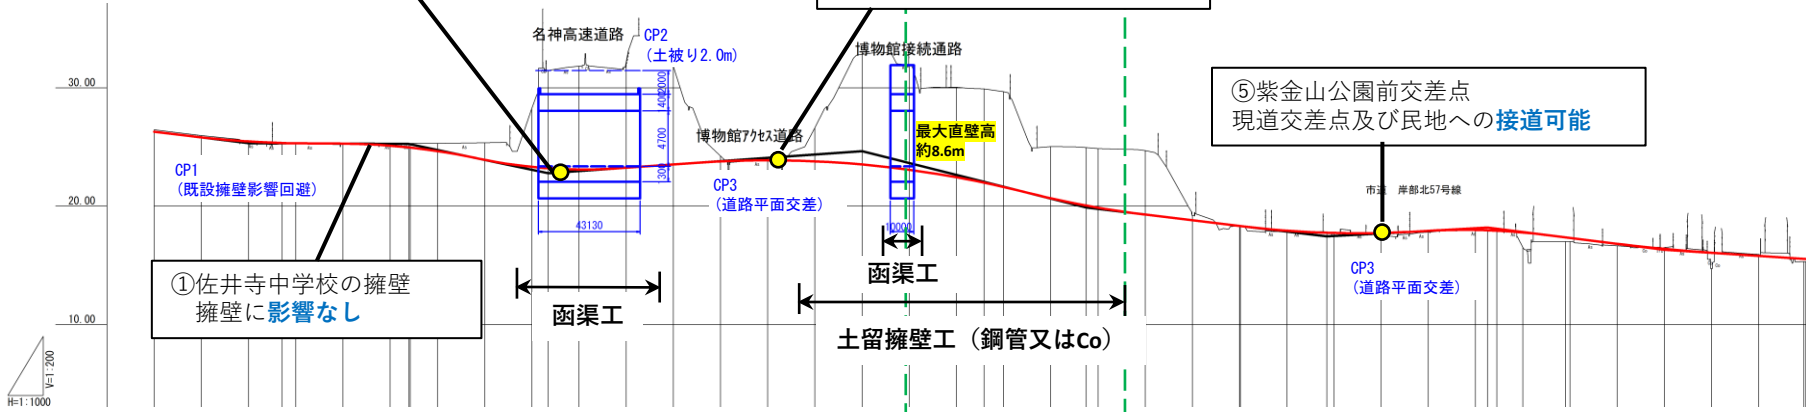 名神高速道路
CP2
(土被り2.0m)
博物館接続通路
30.00
2000
400
4700
300
⑤紫金山公園前交差点
現道交差点及び民地への接道可能
博物館アクセス道路
最大直壁高
約8.6m
CP1
(既設擁壁影響回避)
CP3
(道路平面交差)
市道 岸部北57号線
20.00
43130
10000
①佐井寺中学校の擁壁
擁壁に影響なし
函渠工
函渠工
CP3
(道路平面交差)
10.00
土留擁壁工（鋼管又はCo）
V=1:200
H=1:1000